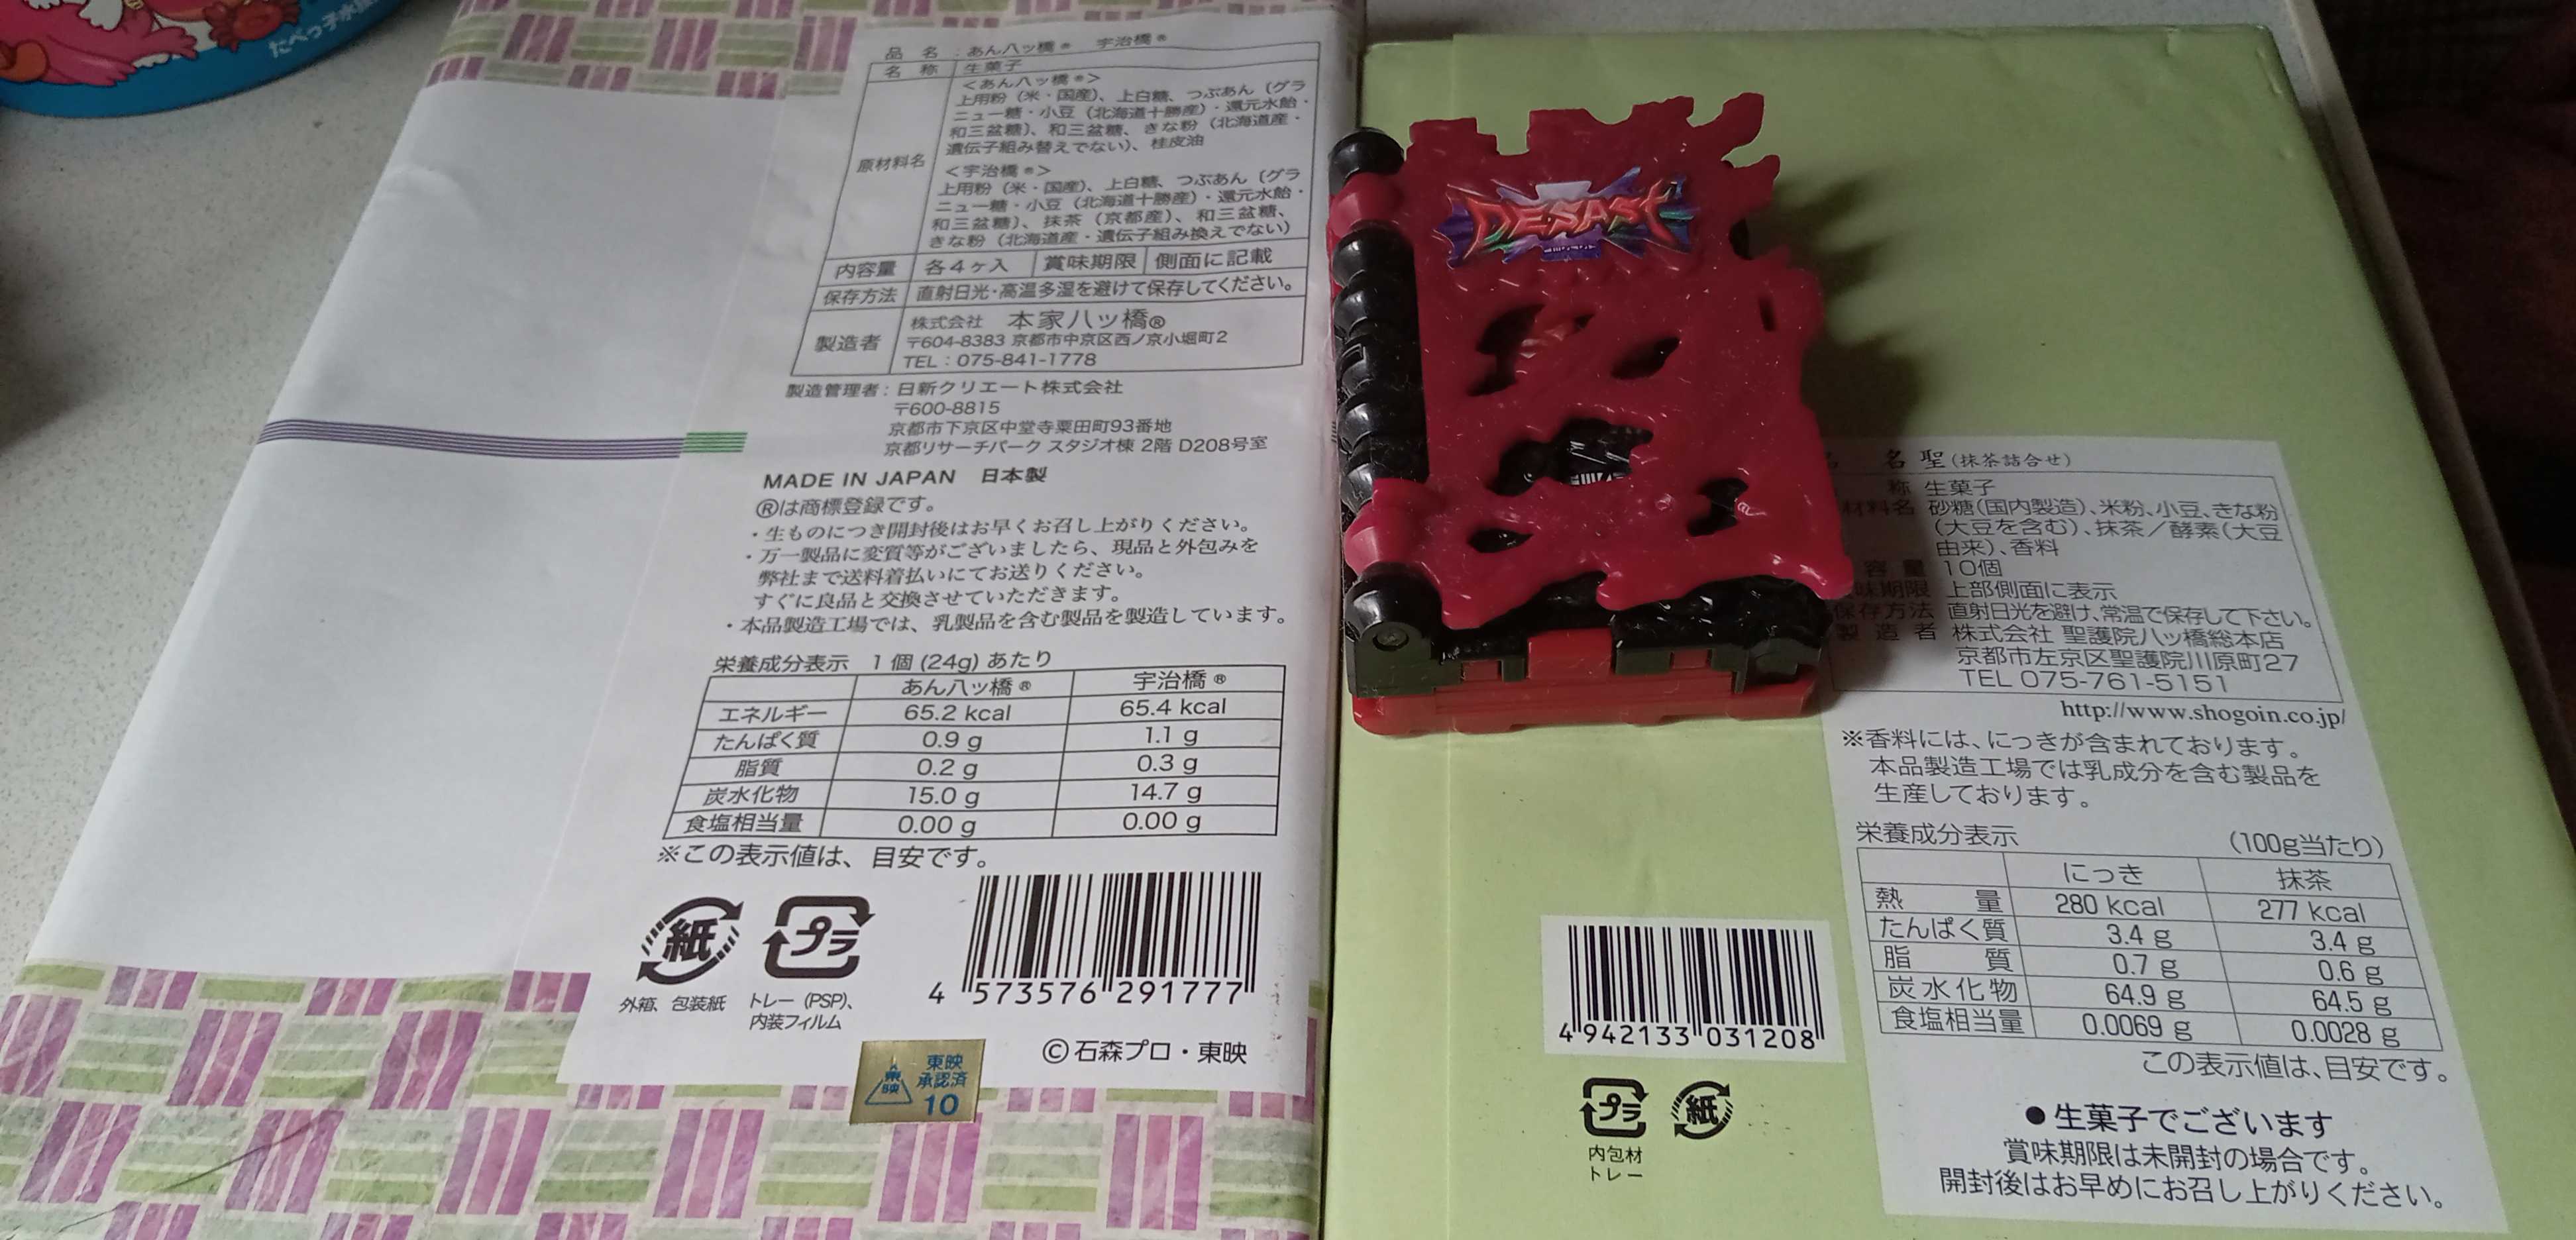 たべっ子水族
品 名：あん八ッ橋® 宇治橋®
名 称 生菓子
原材料名
＜あん八ッ橋®＞
上用粉（米・国産）、上白糖、つぶあん（グラ
ニュー糖・小豆（北海道十勝産）・還元水飴・
和三盆糖）、和三盆糖、きな粉（北海道産・
遺伝子組み替えでない）、桂皮油
＜宇治橋®＞
上用粉（米・国産）、上白糖、つぶあん（グラ
ニュー糖・小豆（北海道十勝産）・還元水飴・
和三盆糖）、抹茶（京都産）、和三盆糖、
きな粉（北海道産・遺伝子組み換えでない）
内容量 各4ヶ入 賞味期限 側面に記載
保存方法 直射日光・高温多湿を避けて保存してください。
製造者
株式会社 本家八ッ橋®
〒604-8383 京都市中京区西ノ京小堀町2
TEL：075-841-1778
製造管理者：日新クリエート株式会社
〒600-8815
京都市下京区中堂寺粟田町93番地
京都リサーチパーク スタジオ棟 2階 D208号室
MADE IN JAPAN 日本製
®は商標登録です。
・生ものにつき開封後はお早くお召し上がりください。
・万一製品に変質等がございましたら、現品と外包みを
弊社まで送料着払いにてお送りください。
すぐに良品と交換させていただきます。
・本品製造工場では、乳製品を含む製品を製造しています。
栄養成分表示 1個 (24g) あたり
あん八ッ橋® 宇治橋®
エネルギー 65.2 kcal 65.4 kcal
たんぱく質 0.9 g 1.1 g
脂質 0.2 g 0.3 g
炭水化物 15.0 g 14.7 g
食塩相当量 0.00 g 0.00 g
※この表示値は、目安です。
紙 プラ
外箱、包装紙
トレー（PSP）、
内装フィルム
4 573576 291777
©石森プロ・東映
東映
東映
承認済
10
DESAST
名 聖(抹茶詰合せ)
称 生菓子
材料名 砂糖(国内製造)、米粉、小豆、きな粉
(大豆を含む)、抹茶／酵素(大豆
由来)、香料
容量 10個
味期限 上部側面に表示
保存方法 直射日光を避け、常温で保存して下さい。
製造者 株式会社 聖護院八ッ橋総本店
京都市左京区聖護院川原町27
TEL 075-761-5151
http://www.shogoin.co.jp/
※香料には、にっきが含まれております。
本品製造工場では乳成分を含む製品を
生産しております。
栄養成分表示 (100g当たり)
にっき 抹茶
熱量 280 kcal 277 kcal
たんぱく質 3.4 g 3.4 g
脂質 0.7 g 0.6 g
炭水化物 64.9 g 64.5 g
食塩相当量 0.0069 g 0.0028 g
この表示値は、目安です。
●生菓子でございます
賞味期限は未開封の場合です。
開封後はお早めにお召し上がりください。
4 942133 031208
プラ 紙
内包材
トレー